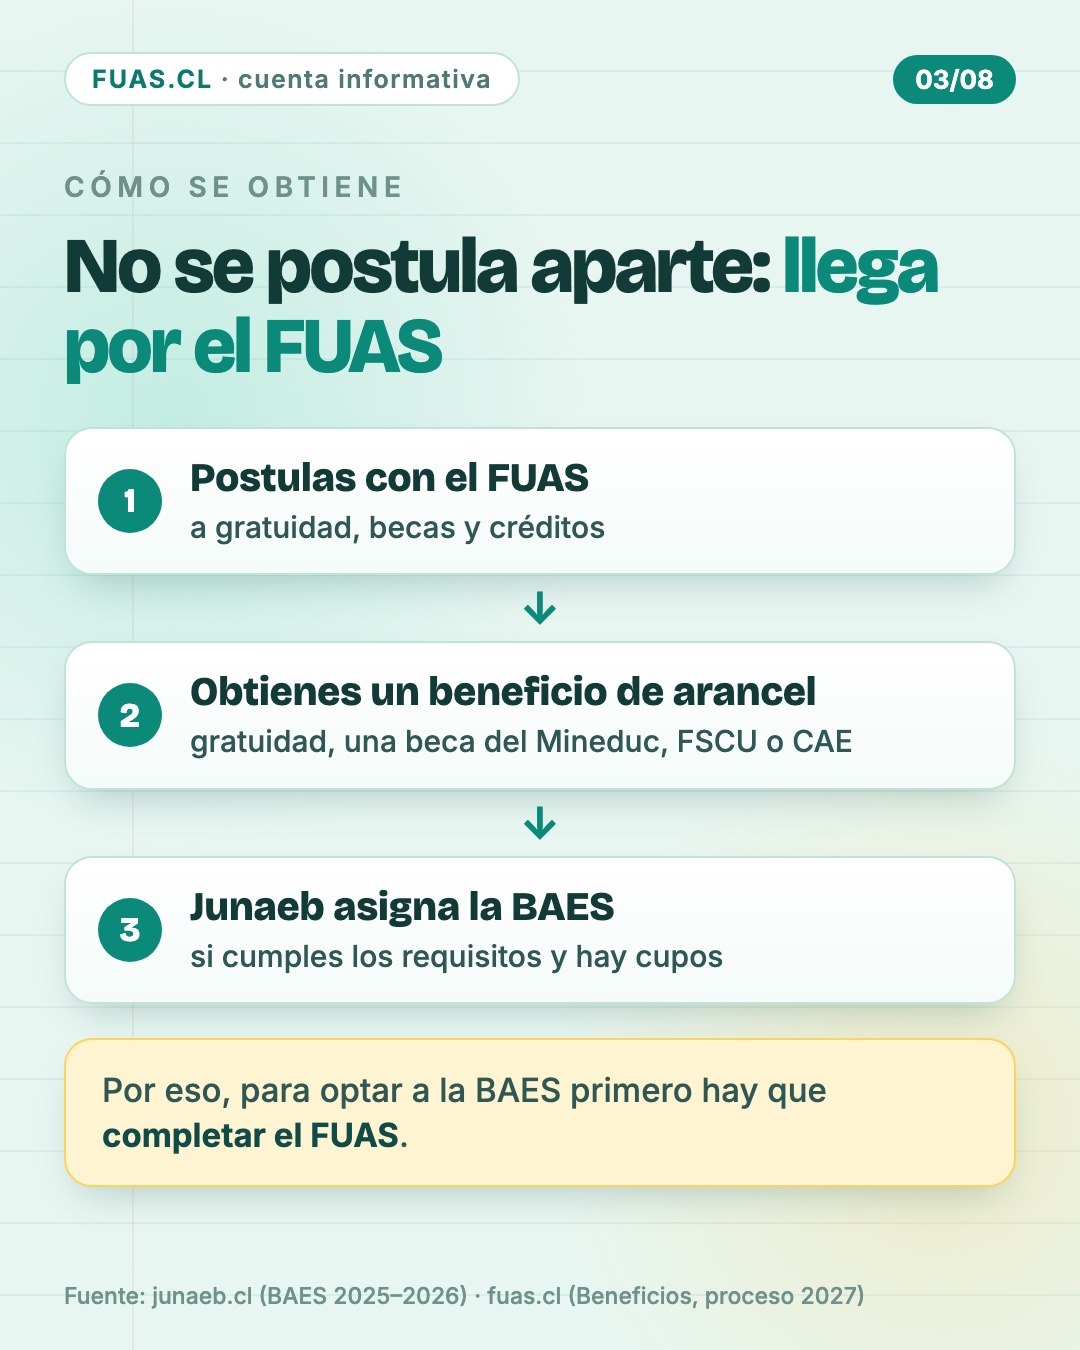 FUAS.CL · cuenta informativa
03/08
CÓMO SE OBTIENE
No se postula aparte: llega
por el FUAS
1
Postulas con el FUAS
a gratuidad, becas y créditos
↓
2
Obtienes un beneficio de arancel
gratuidad, una beca del Mineduc, FSCU o CAE
↓
3
Junaeb asigna la BAES
si cumples los requisitos y hay cupos
Por eso, para optar a la BAES primero hay que
completar el FUAS.
Fuente: junaeb.cl (BAES 2025–2026) · fuas.cl (Beneficios, proceso 2027)